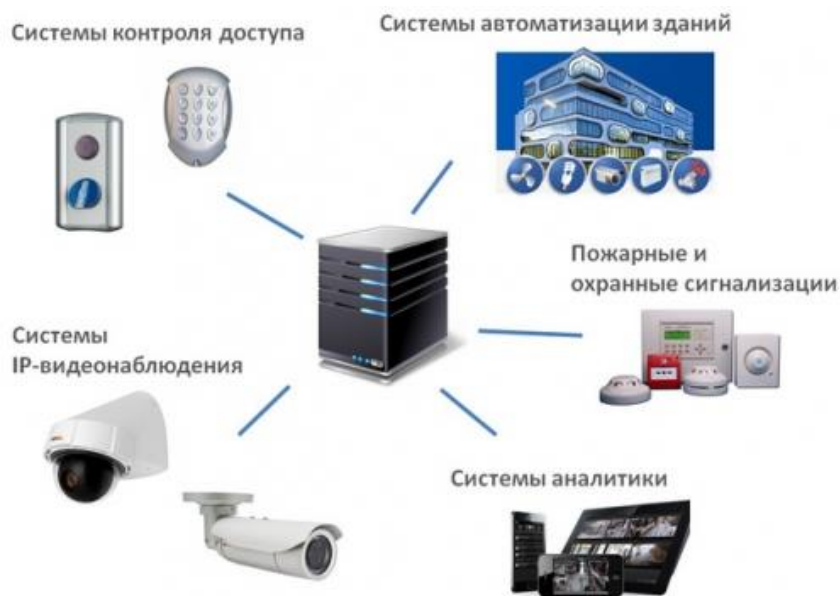 Системы контроля доступа
Системы автоматизации зданий
Пожарные и
охранные сигнализации
Системы
IP-видеонаблюдения
Системы аналитики